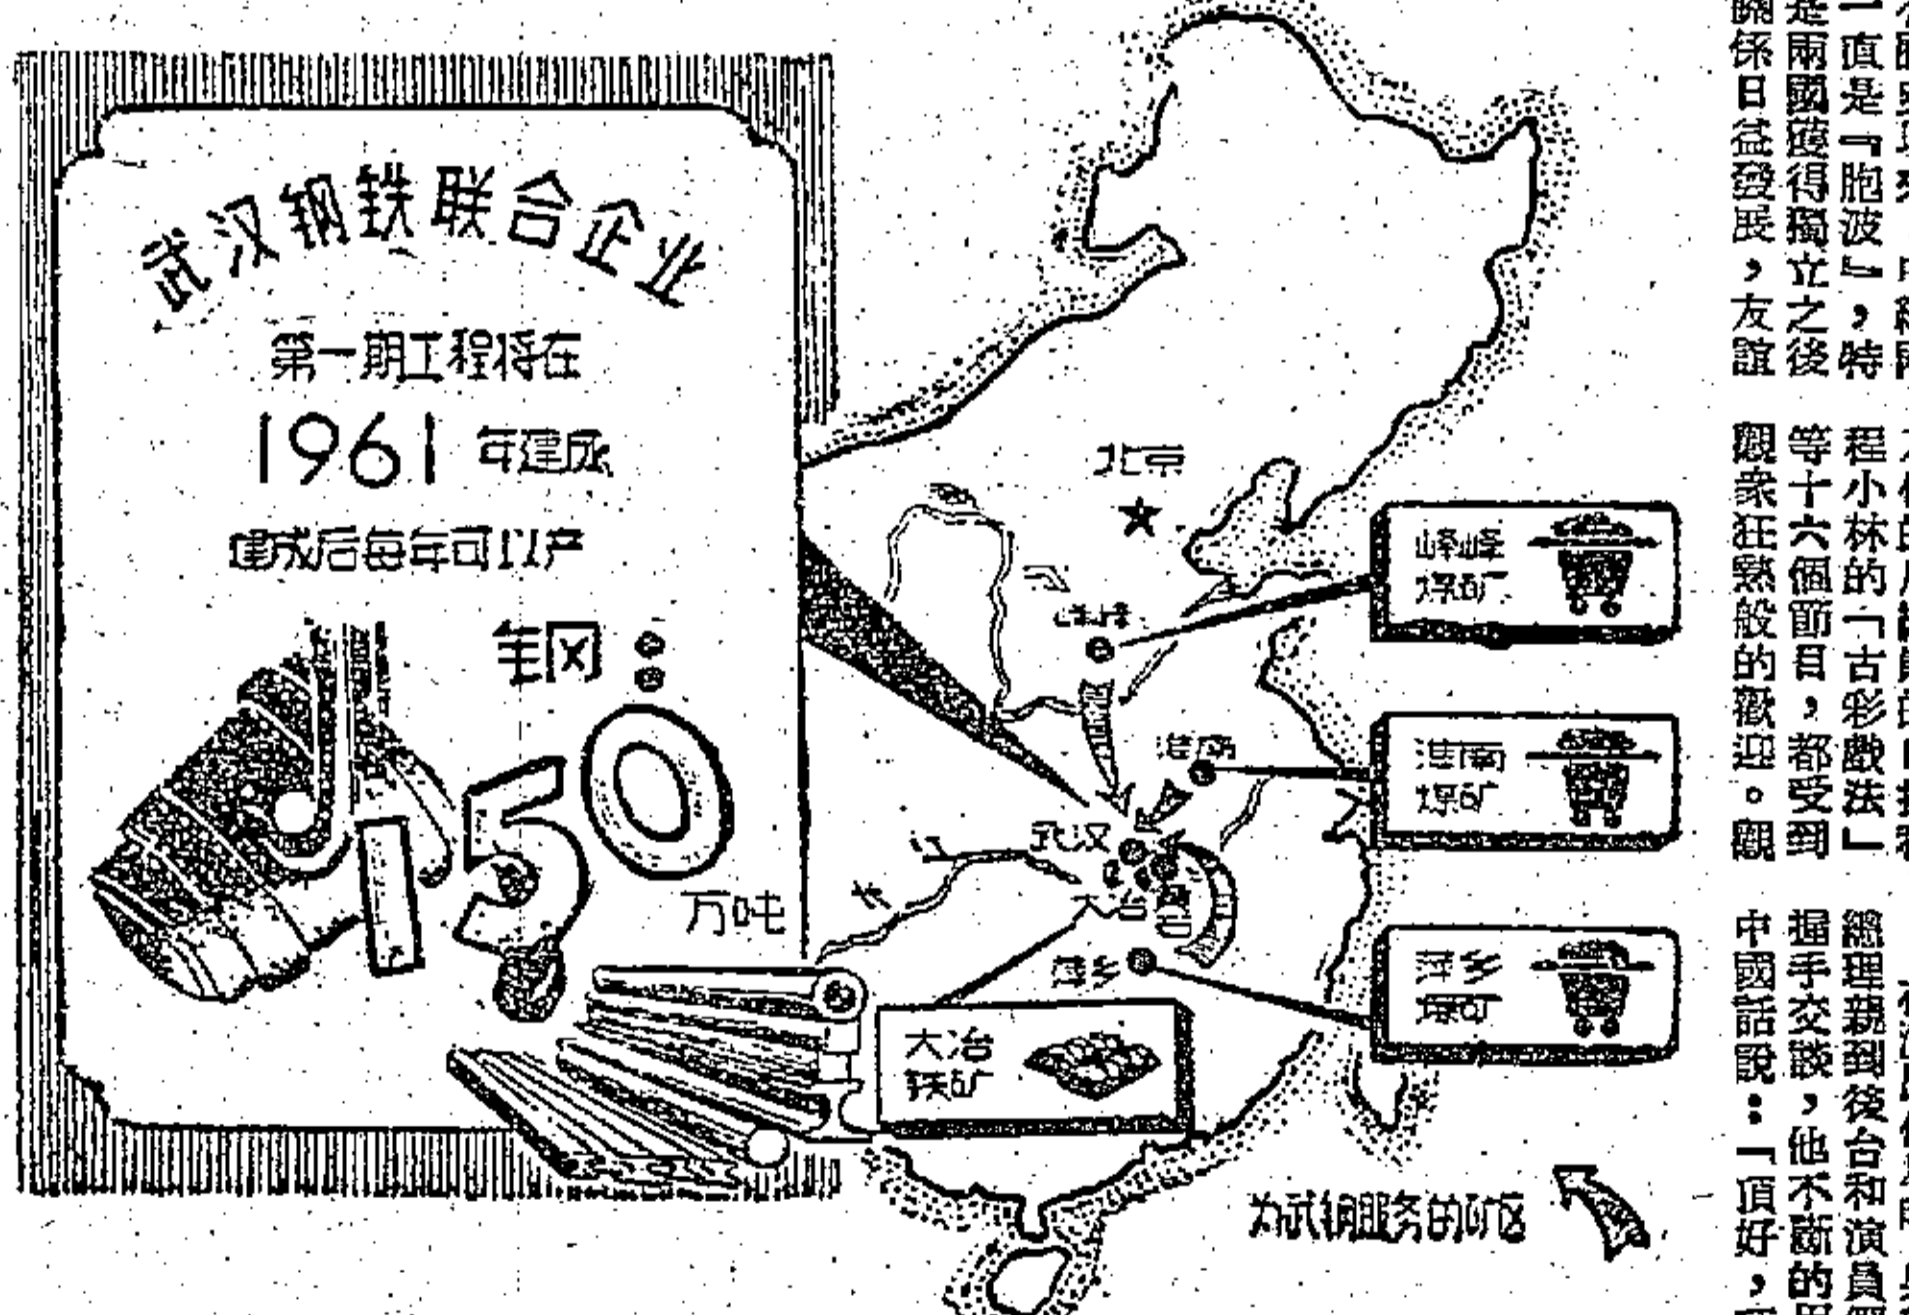 武汉钢铁联合企业
第一期工程将在
1961年建成
建成后每年可以产
钢:
150
万吨
北京
峰峰
淮南
武汉
长江
大冶
萍乡
峰峰
煤矿
淮南
煤矿
萍乡
煤矿
大冶
铁矿
为武钢服务的矿区
一直是『胞波』,特
是兩國獲得獨立之後
關係日益發展,友誼
程小林的「古彩戲法」
等十六個節目,都受到
觀衆狂熱般的歡迎。觀
總理親到後台和演員
握手交談,他不斷的
中國話說:「頂好,